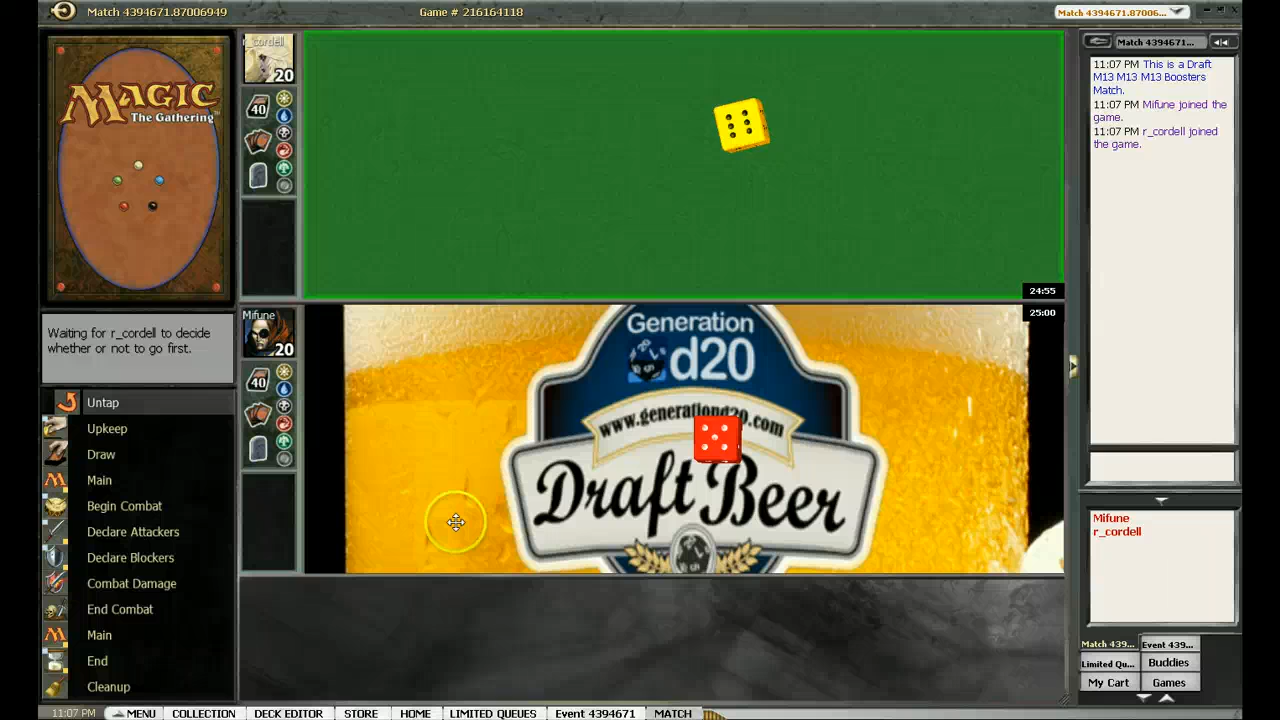 Match 4394671.87006949
Game # 216164118
Match 4394671.87006...
MAGIC
The Gathering
r_cordell
20
40
24:55
Mifune
25:00
20
40
Generation
d20
www.generationd20.com
Draft Beer
Waiting for r_cordell to decide
whether or not to go first.
Untap
Upkeep
Draw
Main
Begin Combat
Declare Attackers
Declare Blockers
Combat Damage
End Combat
Main
End
Cleanup
Match 4394671...
11:07 PM This is a Draft
M13 M13 M13 Boosters
Match.
11:07 PM Mifune joined the
game.
11:07 PM r_cordell joined
the game.
Mifune
r_cordell
Match 439... Event 439...
Limited Qu... Buddies
My Cart Games
11:07 PM MENU COLLECTION DECK EDITOR STORE HOME LIMITED QUEUES Event 4394671 MATCH